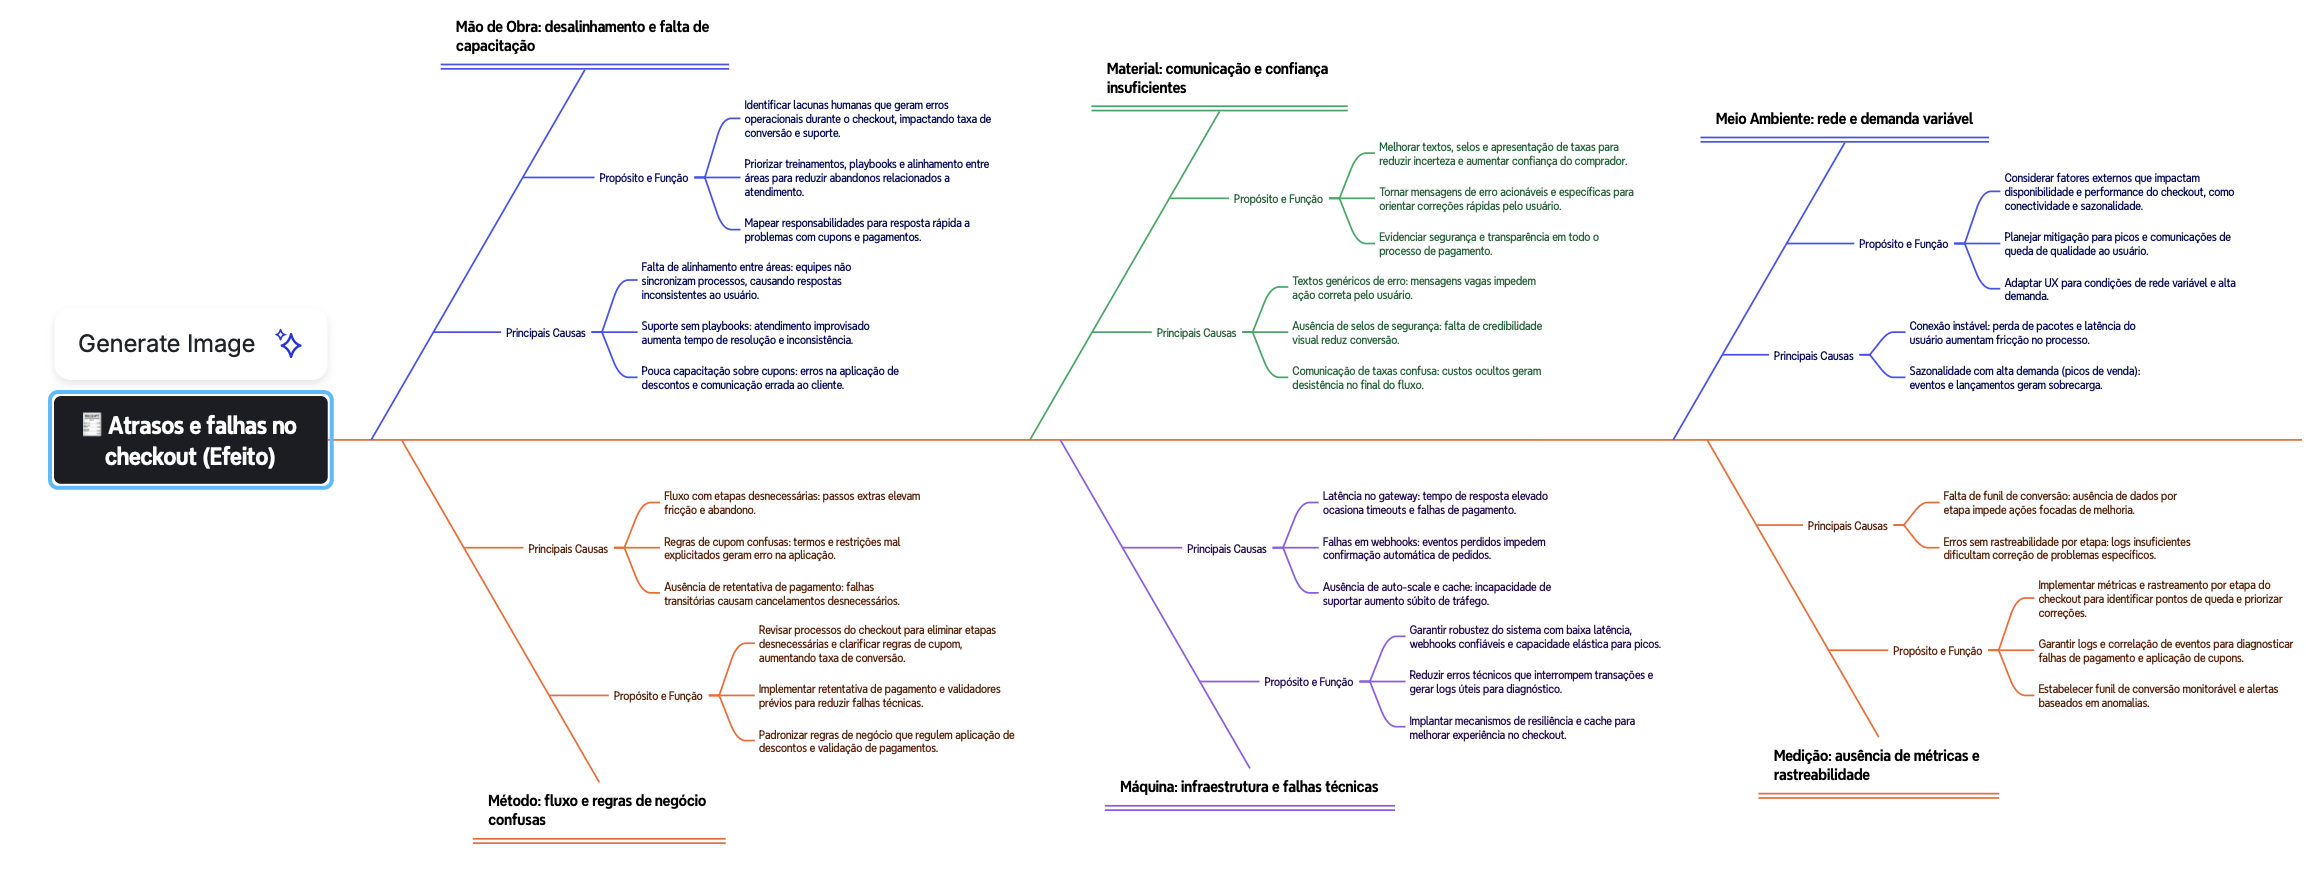 Mão de Obra: desalinhamento e falta de
capacitação
Identificar lacunas humanas que geram erros
operacionais durante o checkout, impactando taxa de
conversão e suporte.
Propósito e Função
Priorizar treinamentos, playbooks e alinhamento entre
áreas para reduzir abandonos relacionados a
atendimento.
Mapear responsabilidades para resposta rápida a
problemas com cupons e pagamentos.
Falta de alinhamento entre áreas: equipes não
sincronizam processos, causando respostas
inconsistentes ao usuário.
Principais Causas
Suporte sem playbooks: atendimento improvisado
aumenta tempo de resolução e inconsistência.
Pouca capacitação sobre cupons: erros na aplicação de
descontos e comunicação errada ao cliente.
Material: comunicação e confiança
insuficientes
Melhorar textos, selos e apresentação de taxas para
reduzir incerteza e aumentar confiança do comprador.
Propósito e Função
Tornar mensagens de erro acionáveis e específicas para
orientar correções rápidas pelo usuário.
Evidenciar segurança e transparência em todo o
processo de pagamento.
Textos genéricos de erro: mensagens vagas impedem
ação correta pelo usuário.
Principais Causas
Ausência de selos de segurança: falta de credibilidade
visual reduz conversão.
Comunicação de taxas confusa: custos ocultos geram
desistência no final do fluxo.
Meio Ambiente: rede e demanda variável
Considerar fatores externos que impactam
disponibilidade e performance do checkout, como
conectividade e sazonalidade.
Propósito e Função
Planejar mitigação para picos e comunicações de
queda de qualidade ao usuário.
Adaptar UX para condições de rede variável e alta
demanda.
Conexão instável: perda de pacotes e latência do
usuário aumentam fricção no processo.
Principais Causas
Sazonalidade com alta demanda (picos de venda):
eventos e lançamentos geram sobrecarga.
Generate Image
Atrasos e falhas no
checkout (Efeito)
Fluxo com etapas desnecessárias: passos extras elevam
fricção e abandono.
Principais Causas
Regras de cupom confusas: termos e restrições mal
explicitados geram erro na aplicação.
Ausência de retentativa de pagamento: falhas
transitórias causam cancelamentos desnecessários.
Revisar processos do checkout para eliminar etapas
desnecessárias e clarificar regras de cupom,
aumentando taxa de conversão.
Propósito e Função
Implementar retentativa de pagamento e validadores
prévios para reduzir falhas técnicas.
Padronizar regras de negócio que regulem aplicação de
descontos e validação de pagamentos.
Método: fluxo e regras de negócio
confusas
Latência no gateway: tempo de resposta elevado
ocasiona timeouts e falhas de pagamento.
Principais Causas
Falhas em webhooks: eventos perdidos impedem
confirmação automática de pedidos.
Ausência de auto-scale e cache: incapacidade de
suportar aumento súbito de tráfego.
Garantir robustez do sistema com baixa latência,
webhooks confiáveis e capacidade elástica para picos.
Propósito e Função
Reduzir erros técnicos que interrompem transações e
gerar logs úteis para diagnóstico.
Implantar mecanismos de resiliência e cache para
melhorar experiência no checkout.
Máquina: infraestrutura e falhas técnicas
Falta de funil de conversão: ausência de dados por
etapa impede ações focadas de melhoria.
Principais Causas
Erros sem rastreabilidade por etapa: logs insuficientes
dificultam correção de problemas específicos.
Implementar métricas e rastreamento por etapa do
checkout para identificar pontos de queda e priorizar
correções.
Propósito e Função
Garantir logs e correlação de eventos para diagnosticar
falhas de pagamento e aplicação de cupons.
Estabelecer funil de conversão monitorável e alertas
baseados em anomalias.
Medição: ausência de métricas e
rastreabilidade